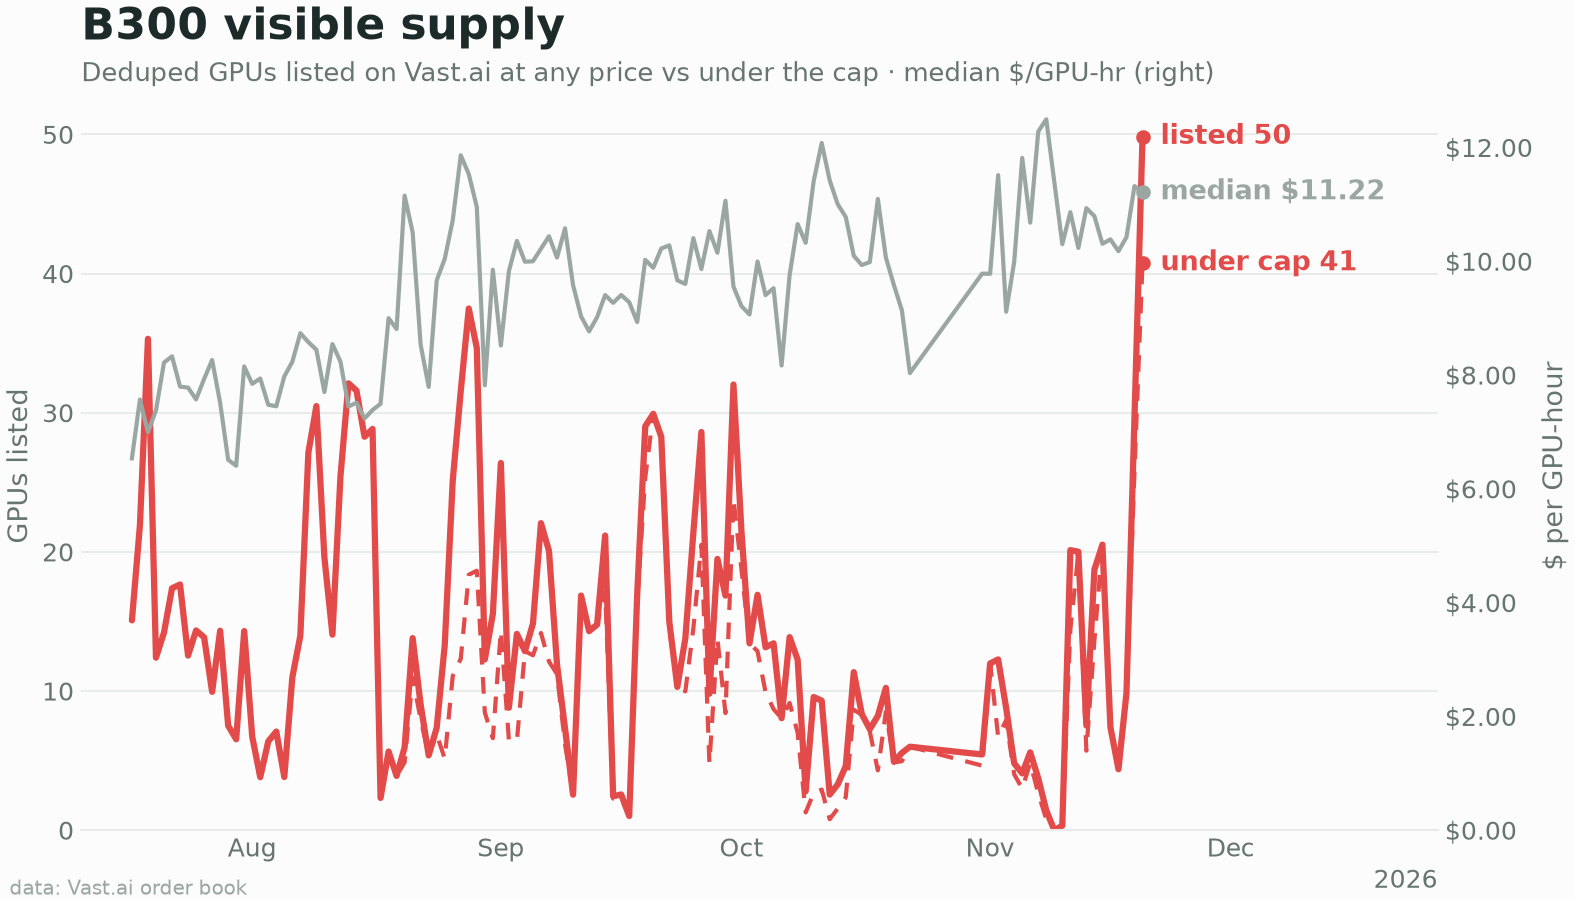 B300 visible supply
Deduped GPUs listed on Vast.ai at any price vs under the cap · median $/GPU-hr (right)
GPUs listed
50
40
30
20
10
0
listed 50
median $11.22
under cap 41
$12.00
$10.00
$8.00
$6.00
$4.00
$2.00
$0.00
$ per GPU-hour
Aug
Sep
Oct
Nov
Dec
2026
data: Vast.ai order book